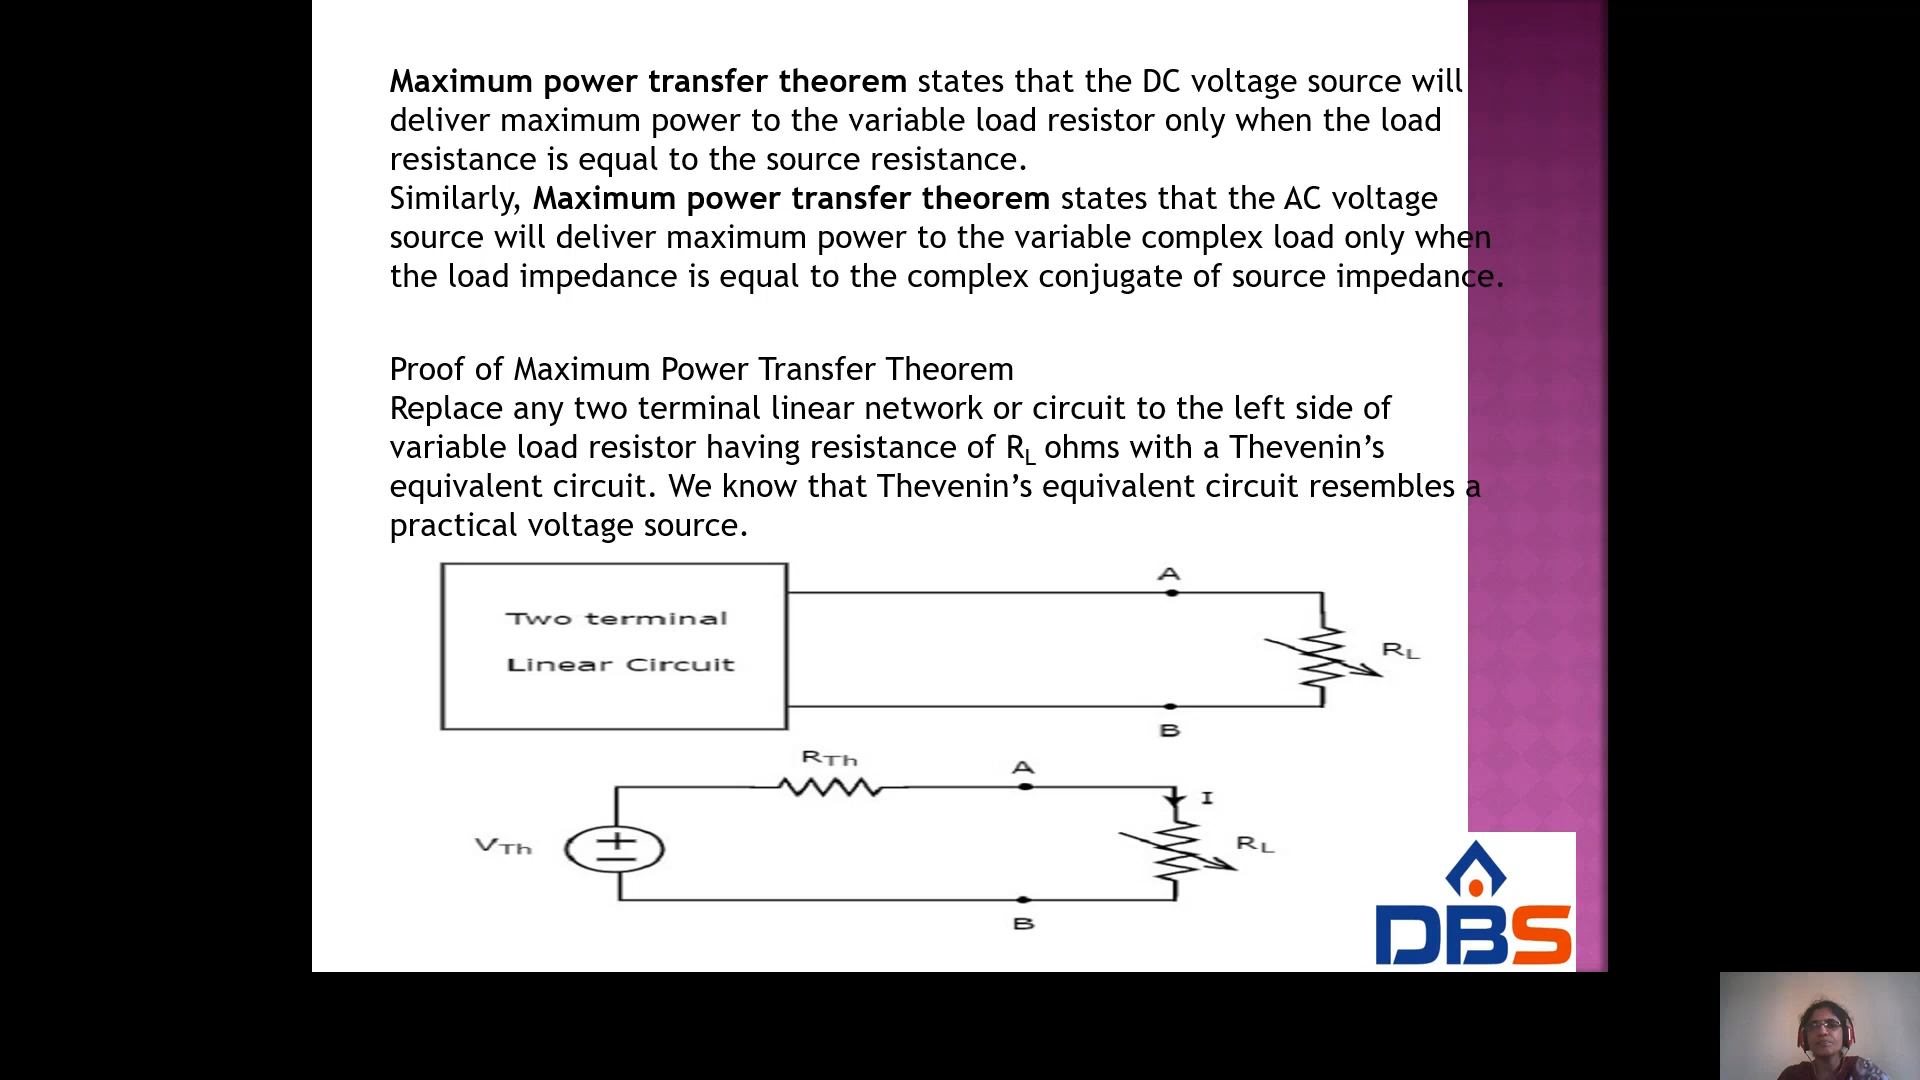 Maximum power transfer theorem states that the DC voltage source will
deliver maximum power to the variable load resistor only when the load
resistance is equal to the source resistance.
Similarly, Maximum power transfer theorem states that the AC voltage
source will deliver maximum power to the variable complex load only when
the load impedance is equal to the complex conjugate of source impedance.
Proof of Maximum Power Transfer Theorem
Replace any two terminal linear network or circuit to the left side of
variable load resistor having resistance of RL ohms with a Thevenin’s
equivalent circuit. We know that Thevenin’s equivalent circuit resembles a
practical voltage source.
A
Two terminal
Linear Circuit
RL
B
RTh
A
I
VTh
RL
B
DBS